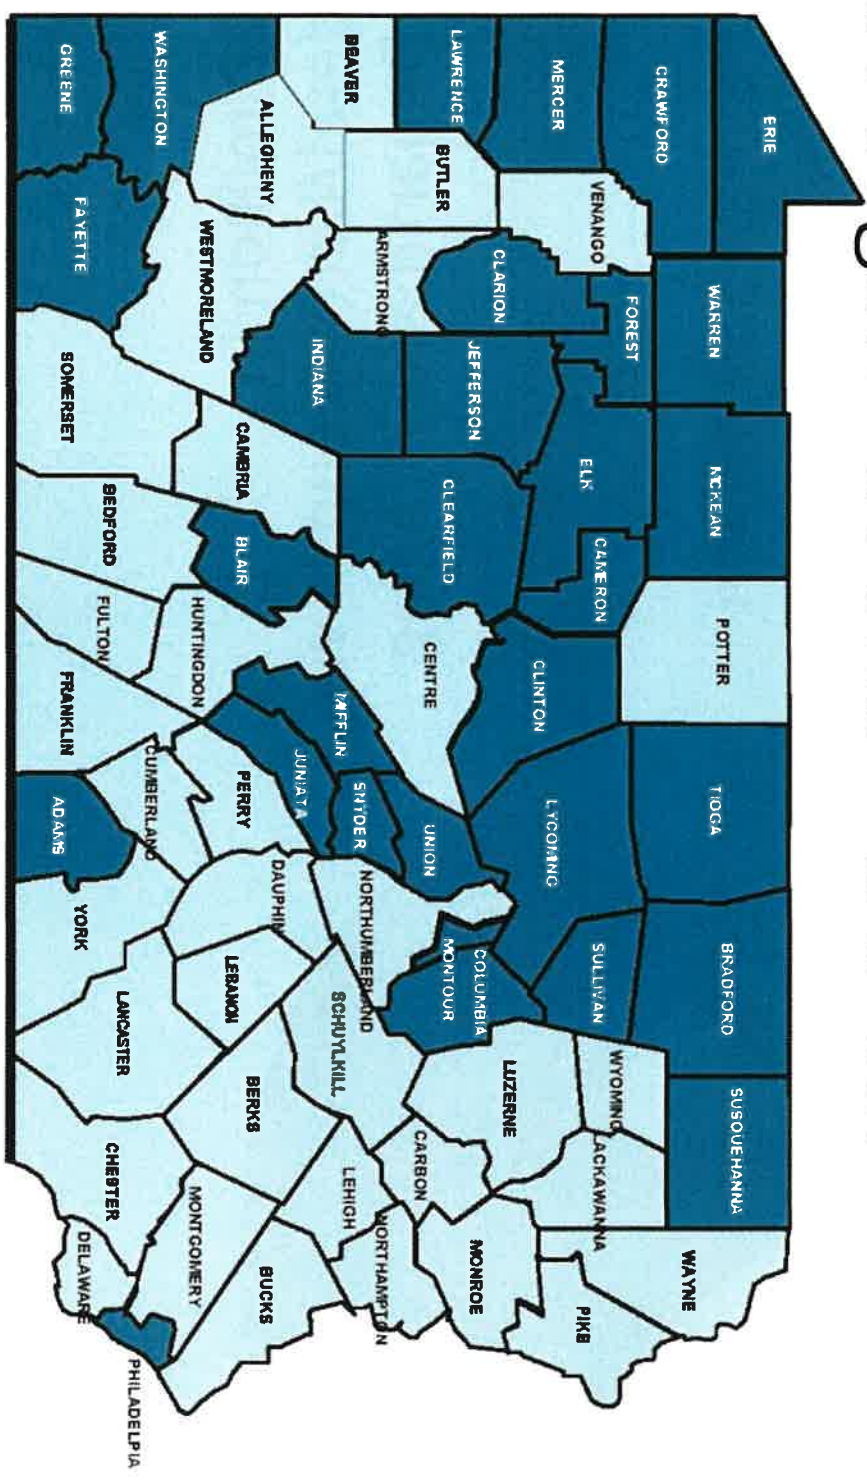 ERIE
CRAWFORD
WARREN
MCKEAN
POTTER
TIOGA
BRADFORD
SUSQUEHANNA
WAYNE
MERCER
VENANGO
FOREST
ELK
CAMERON
CLINTON
LYCOMING
SULLIVAN
WYOMING
LACKAWANNA
PIKE
LAWRENCE
BUTLER
CLARION
JEFFERSON
CLEARFIELD
CENTRE
UNION
MONTOUR
COLUMBIA
LUZERNE
MONROE
BEAVER
ARMSTRONG
INDIANA
MIFFLIN
SNYDER
NORTHUMBERLAND
SCHUYLKILL
CARBON
NORTHAMPTON
ALLEGHENY
WESTMORELAND
CAMBRIA
BLAIR
HUNTINGDON
JUNIATA
PERRY
DAUPHIN
LEBANON
BERKS
LEHIGH
BUCKS
WASHINGTON
GREENE
FAYETTE
SOMERSET
BEDFORD
FULTON
FRANKLIN
CUMBERLAND
ADAMS
YORK
LANCASTER
CHESTER
MONTGOMERY
DELAWARE
PHILADELPIA